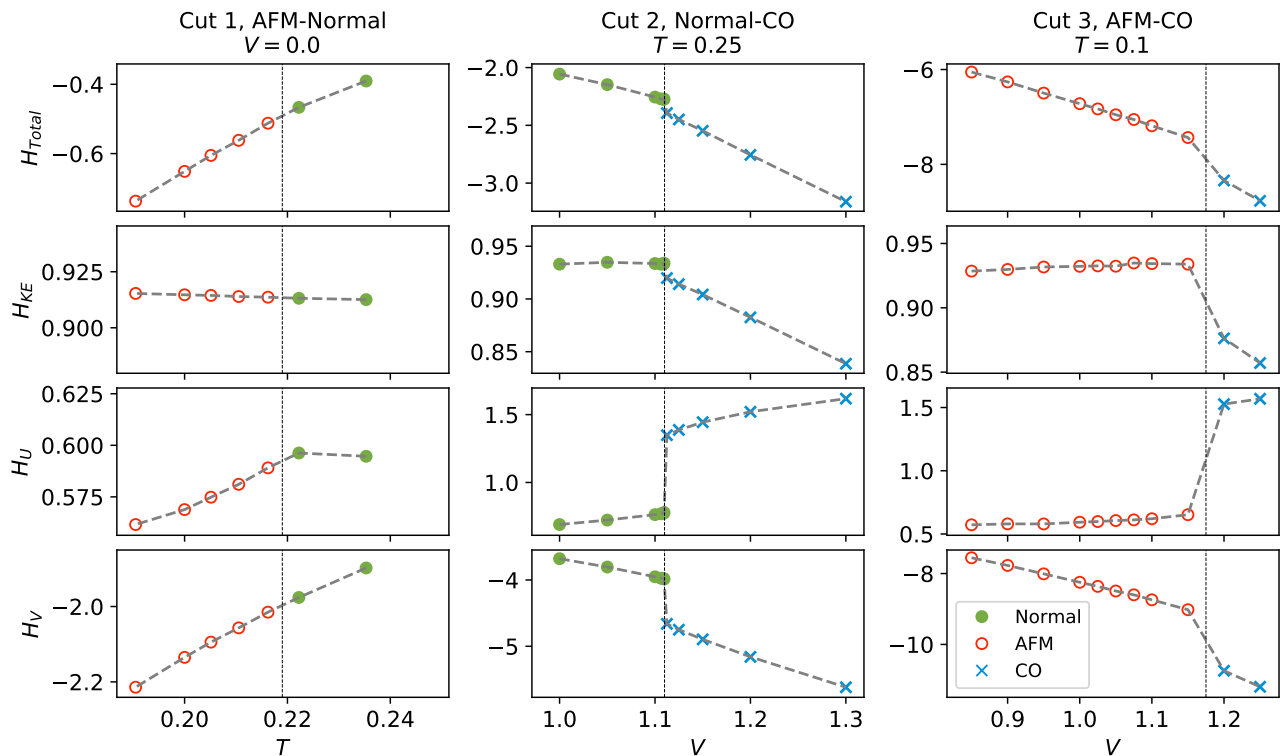 Cut 1, AFM-Normal
V = 0.0
Cut 2, Normal-CO
T = 0.25
Cut 3, AFM-CO
T = 0.1
H_Total
−0.4
−0.6
−2.0
−2.5
−3.0
−6
−8
H_KE
0.925
0.900
0.95
0.90
0.85
0.95
0.90
0.85
H_U
0.625
0.600
0.575
1.5
1.0
1.5
1.0
0.5
H_V
−2.0
−2.2
−4
−5
−8
−10
Normal
AFM
CO
0.20 0.22 0.24
1.0 1.1 1.2 1.3
0.9 1.0 1.1 1.2
T
V
V